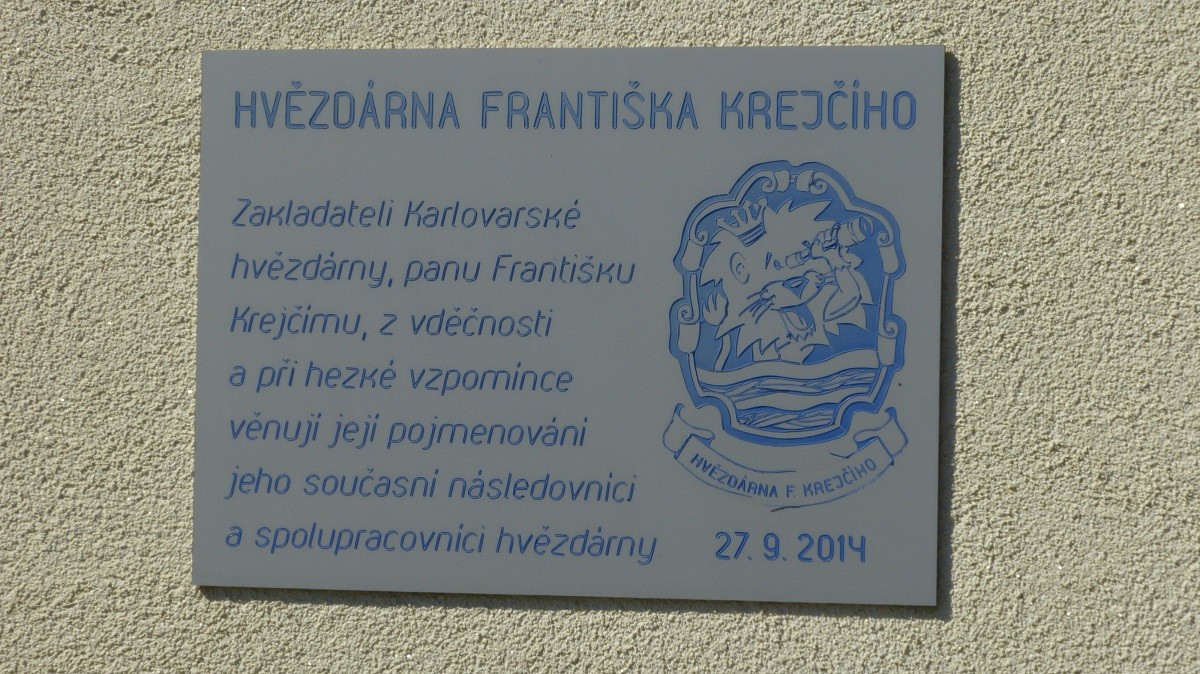 HVĚZDÁRNA FRANTIŠKA KREJČÍHO
Zakladateli Karlovarské
hvězdárny, panu Františku
Krejčímu, z vděčnosti
a při hezké vzpomínce
věnují její pojmenování
jeho současní následovníci
a spolupracovníci hvězdárny
HVĚZDÁRNA F. KREJČÍHO
27. 9. 2014